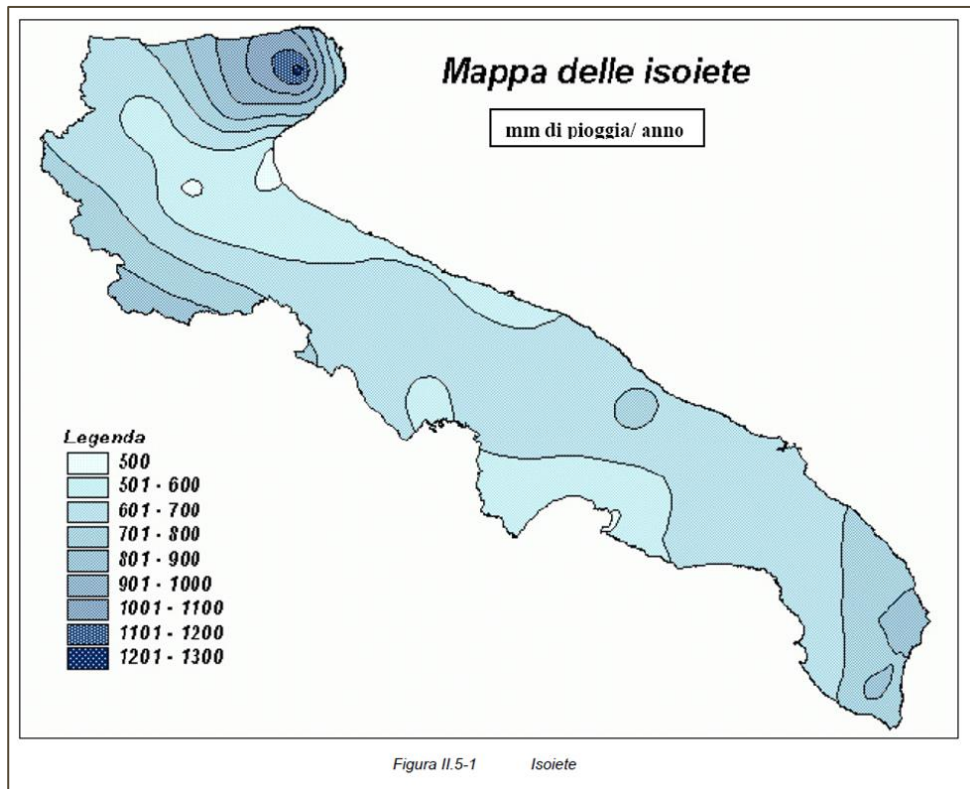 Mappa delle isoiete
mm di pioggia/ anno
Legenda
500
501 - 600
601 - 700
701 - 800
801 - 900
901 - 1000
1001 - 1100
1101 - 1200
1201 - 1300
Figura II.5-1 Isoiete